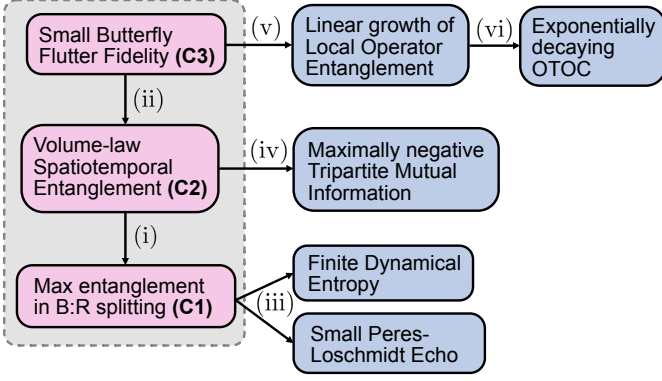 Small Butterfly
Flutter Fidelity (C3)
(v)
Linear growth of
Local Operator
Entanglement
(vi)
Exponentially
decaying
OTOC
(ii)
Volume-law
Spatiotemporal
Entanglement (C2)
(iv)
Maximally negative
Tripartite Mutual
Information
(i)
Max entanglement
in B:R splitting (C1)
(iii)
Finite Dynamical
Entropy
Small Peres-
Loschmidt Echo